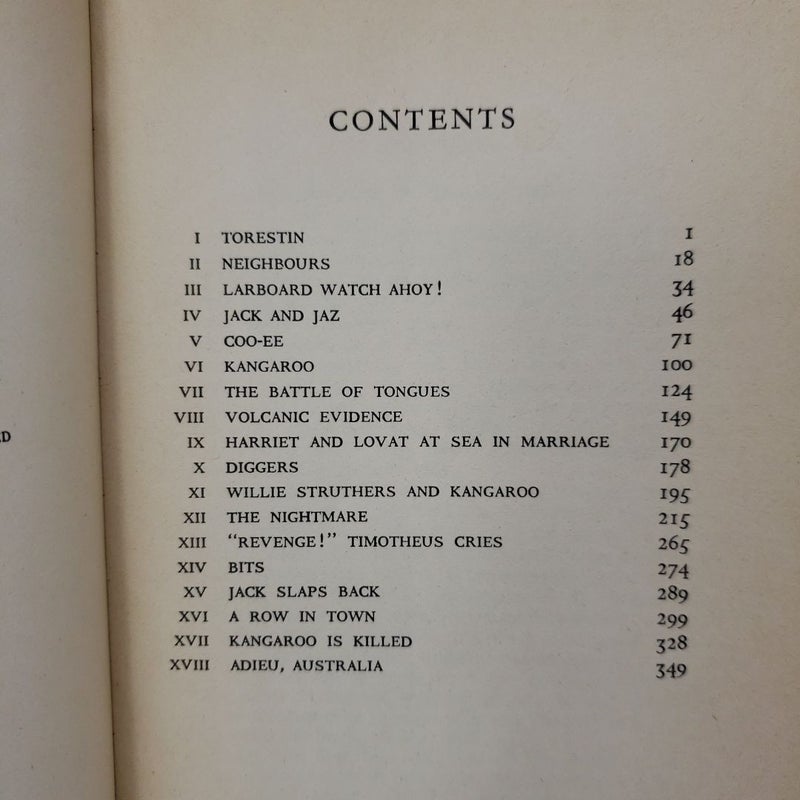 CONTENTS
I TORESTIN 1
II NEIGHBOURS 18
III LARBOARD WATCH AHOY! 34
IV JACK AND JAZ 46
V COO-EE 71
VI KANGAROO 100
VII THE BATTLE OF TONGUES 124
VIII VOLCANIC EVIDENCE 149
IX HARRIET AND LOVAT AT SEA IN MARRIAGE 170
X DIGGERS 178
XI WILLIE STRUTHERS AND KANGAROO 195
XII THE NIGHTMARE 215
XIII “REVENGE!” TIMOTHEUS CRIES 265
XIV BITS 274
XV JACK SLAPS BACK 289
XVI A ROW IN TOWN 299
XVII KANGAROO IS KILLED 328
XVIII ADIEU, AUSTRALIA 349